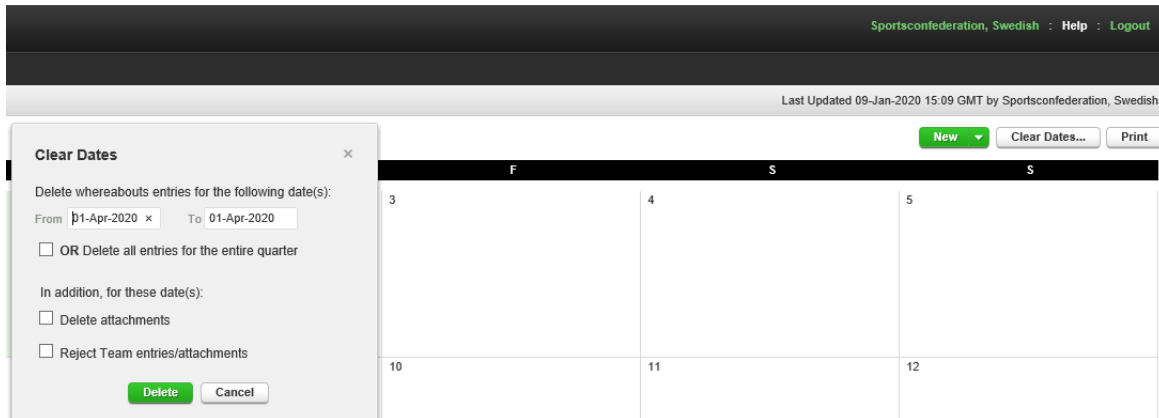 Sportsconfederation, Swedish : Help : Logout
Last Updated 09-Jan-2020 15:09 GMT by Sportsconfederation, Swedish
New Clear Dates... Print
Clear Dates ×
F S S
Delete whereabouts entries for the following date(s):
From 01-Apr-2020 × To 01-Apr-2020
3 4 5
OR Delete all entries for the entire quarter
In addition, for these date(s):
Delete attachments
Reject Team entries/attachments
10 11 12
Delete Cancel